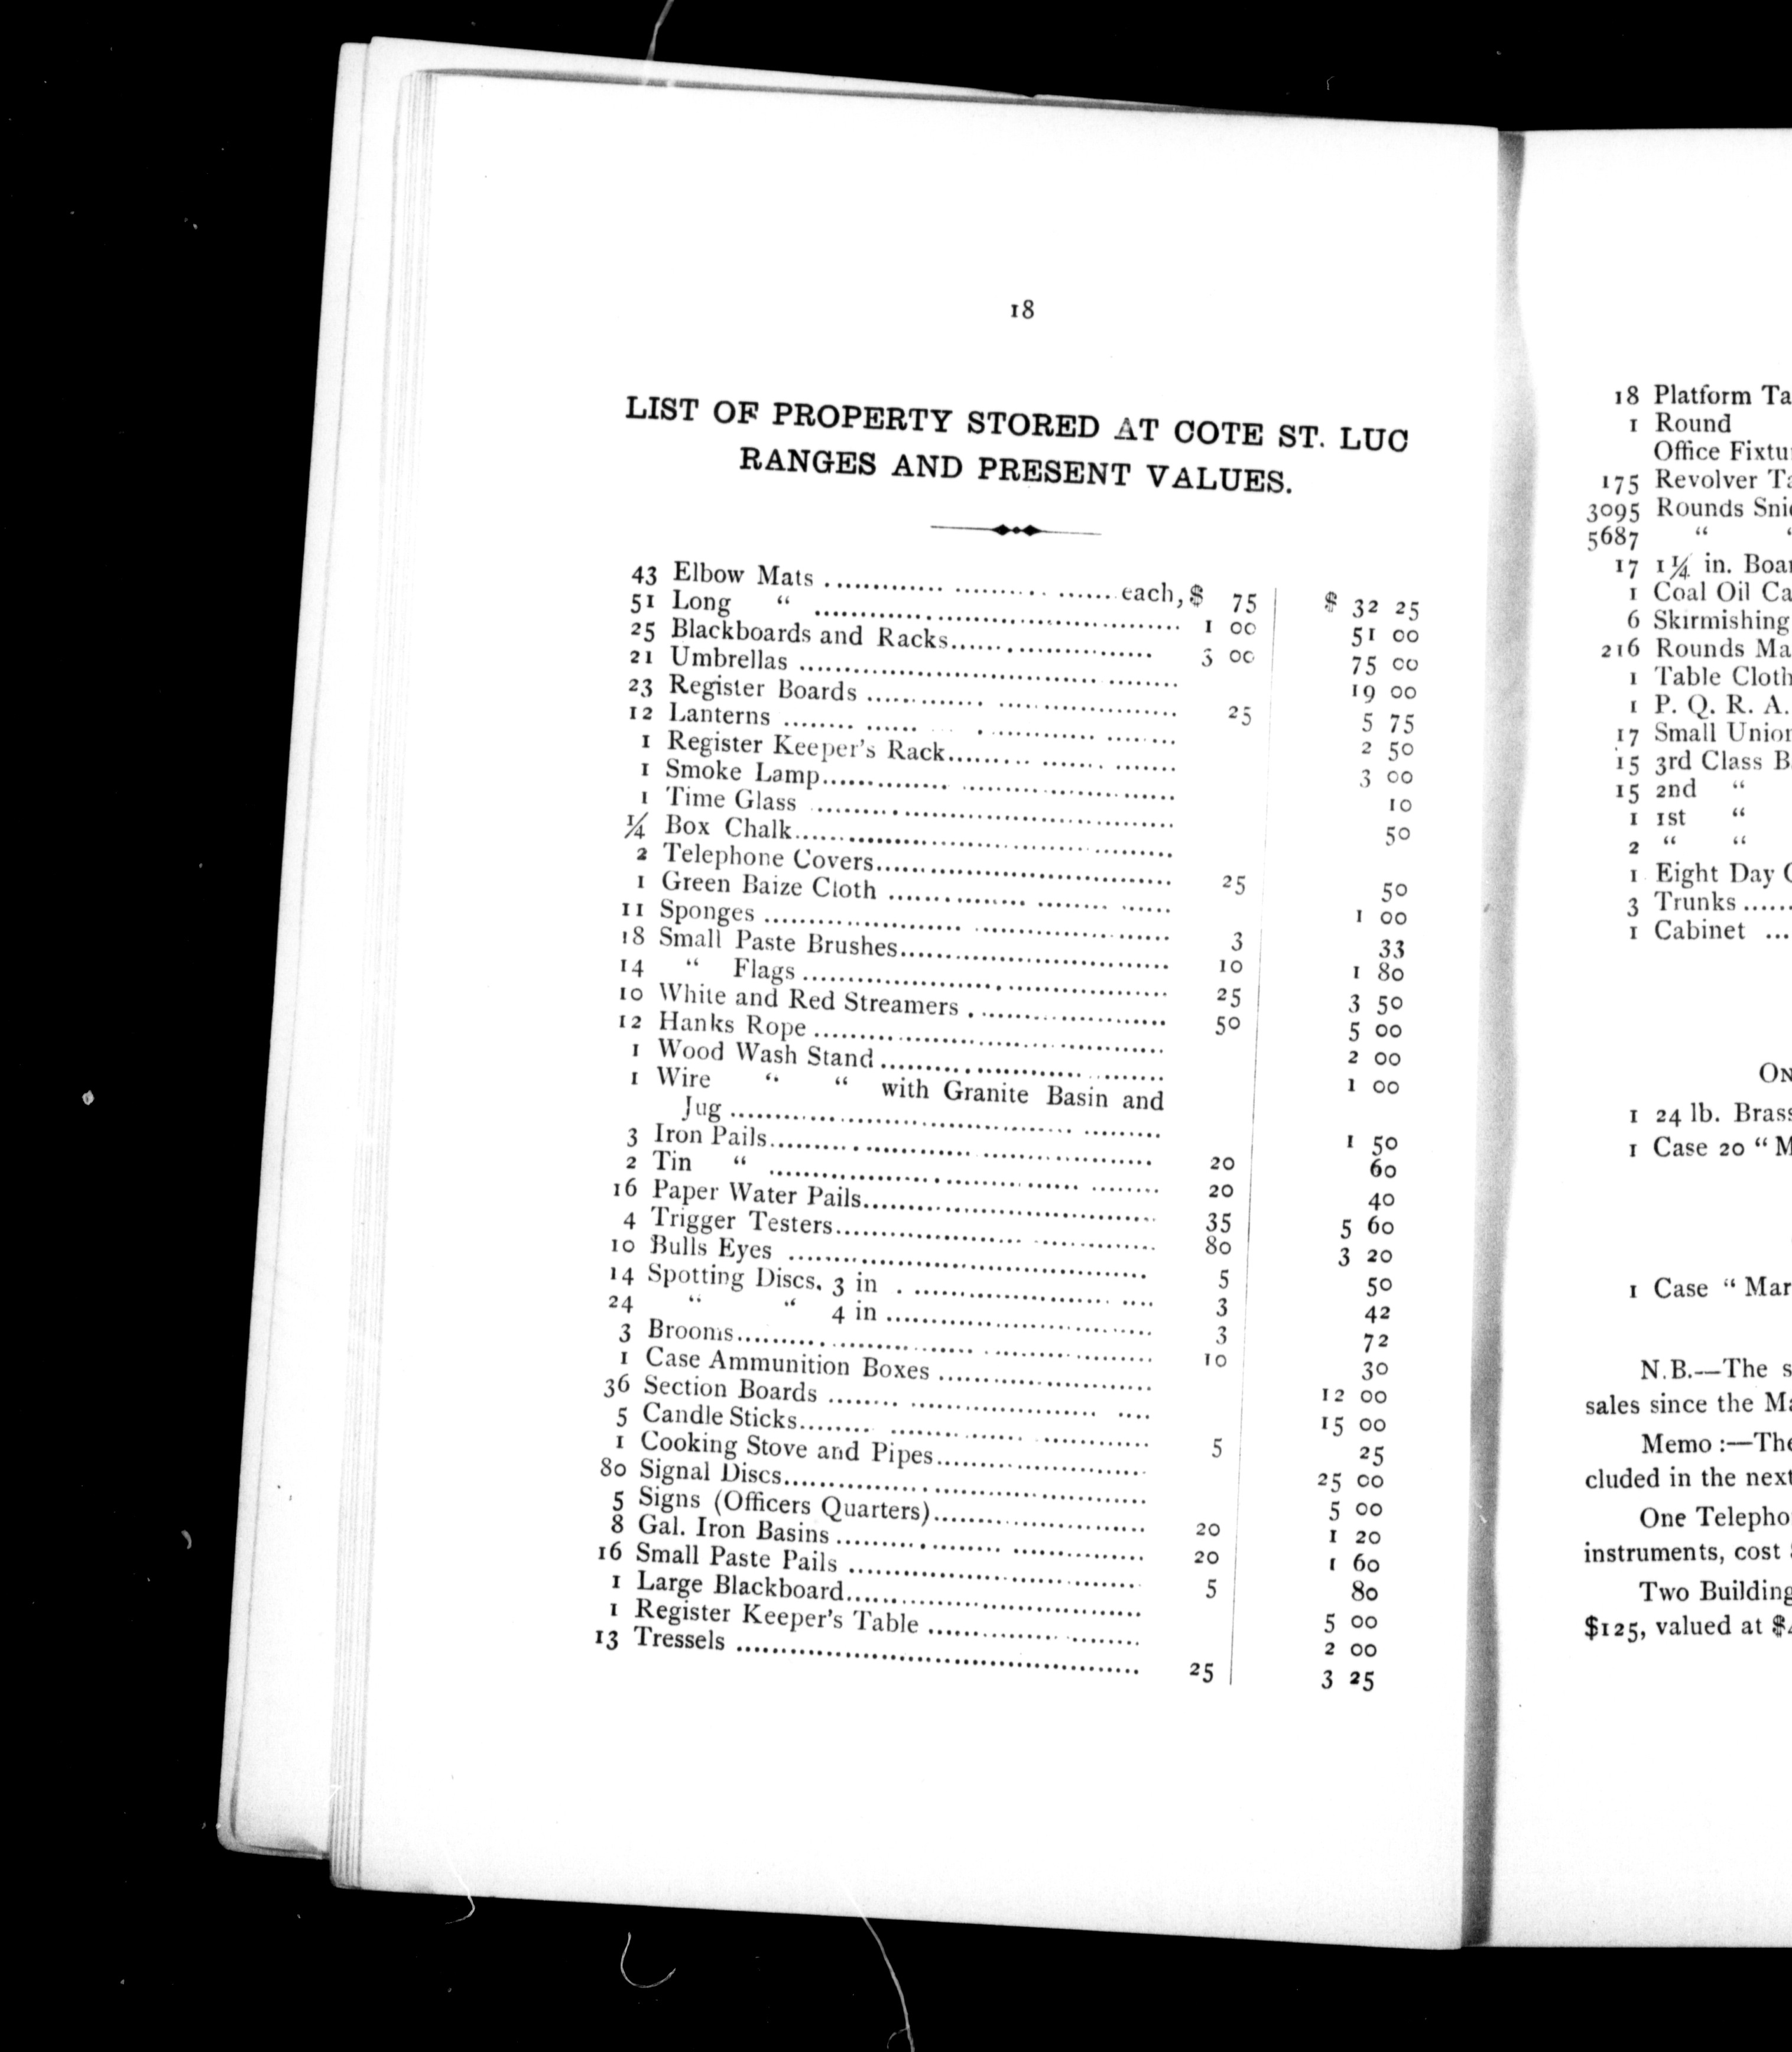 18
LIST OF PROPERTY STORED AT COTE ST. LUC
RANGES AND PRESENT VALUES.
43 Elbow Mats .................... each, $ 75 $ 32 25
51 Long " .................... 1 00 51 00
25 Blackboards and Racks .................... 3 00 75 00
21 Umbrellas .................... 19 00
23 Register Boards .................... 25 5 75
12 Lanterns .................... 2 50
1 Register Keeper's Rack .................... 3 00
1 Smoke Lamp .................... 10
1 Time Glass .................... 50
¼ Box Chalk ....................
2 Telephone Covers .................... 25 50
1 Green Baize Cloth .................... 1 00
11 Sponges .................... 3 33
18 Small Paste Brushes .................... 10 1 80
14 " Flags .................... 25 3 50
10 White and Red Streamers .................... 50 5 00
12 Hanks Rope .................... 2 00
1 Wood Wash Stand .................... 1 00
1 Wire " " with Granite Basin and
Jug .................... 1 50
3 Iron Pails .................... 20 60
2 Tin " .................... 20 40
16 Paper Water Pails .................... 35 5 60
4 Trigger Testers .................... 80 3 20
10 Bulls Eyes .................... 5 50
14 Spotting Discs. 3 in .................... 3 42
24 " " 4 in .................... 3 72
3 Brooms .................... 10 30
1 Case Ammunition Boxes .................... 12 00
36 Section Boards .................... 15 00
5 Candle Sticks .................... 5 25
1 Cooking Stove and Pipes .................... 25 00
80 Signal Discs .................... 5 00
5 Signs (Officers Quarters) .................... 20 1 20
8 Gal. Iron Basins .................... 20 1 60
16 Small Paste Pails .................... 5 80
1 Large Blackboard .................... 5 00
1 Register Keeper's Table .................... 2 00
13 Tressels .................... 25 3 25
18 Platform
1 Round
Office
175 Revolver
3095 Rounds
5687 "
17 1¼ in.
1 Coal Oil
6 Skirmishing
216 Rounds
1 Table
1 P. Q. R. A.
17 Small
15 3rd Class
15 2nd "
1 1st "
2 " "
1 Eight Day
3 Trunks ......
1 Cabinet ...
1 24 lb.
1 Case 20 "
1 Case "
N.B.—The
sales since the
Memo :—
cluded in the next
One
instruments, cost
Two
$125, valued at